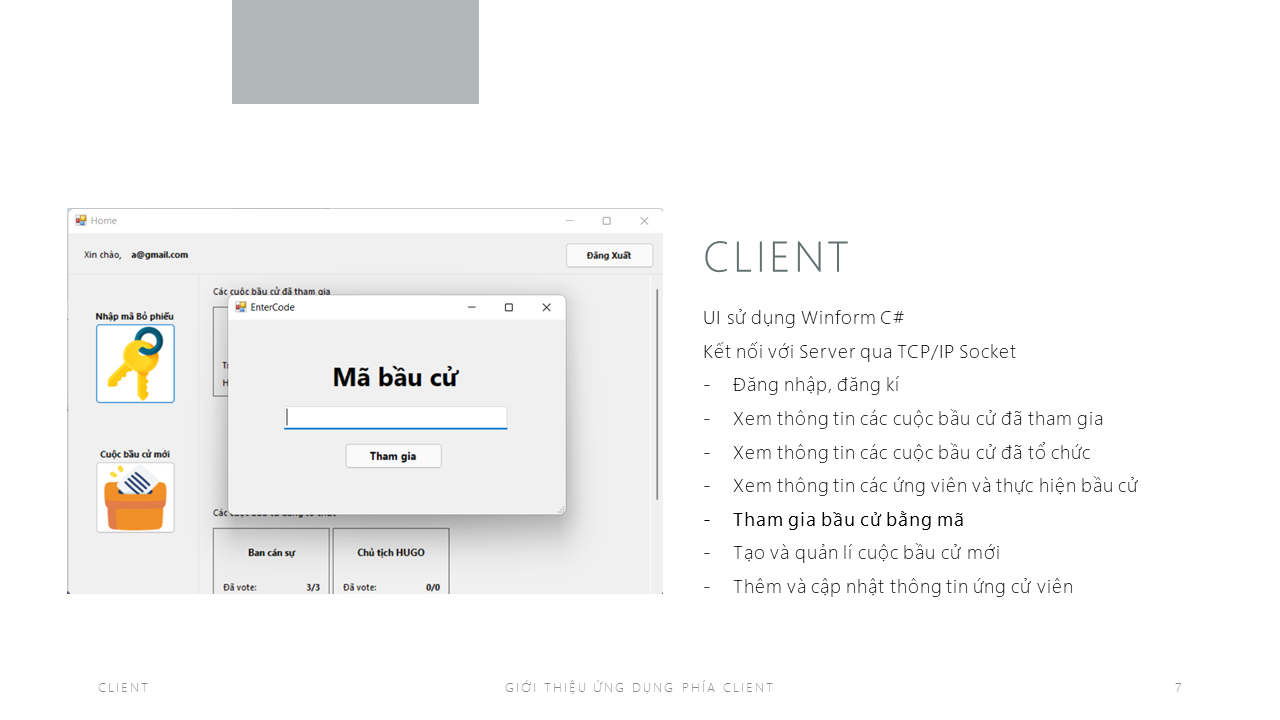 Home
Xin chào, a@gmail.com
Đăng Xuất
Các cuộc bầu cử đã tham gia
Nhập mã Bỏ phiếu
EnterCode
Mã bầu cử
Tham gia
Cuộc bầu cử mới
Ban cán sự
Chủ tịch HUGO
Đã vote: 3/3
Đã vote: 0/0
CLIENT
UI sử dụng Winform C#
Kết nối với Server qua TCP/IP Socket
- Đăng nhập, đăng kí
- Xem thông tin các cuộc bầu cử đã tham gia
- Xem thông tin các cuộc bầu cử đã tổ chức
- Xem thông tin các ứng viên và thực hiện bầu cử
- Tham gia bầu cử bằng mã
- Tạo và quản lí cuộc bầu cử mới
- Thêm và cập nhật thông tin ứng cử viên
CLIENT
GIỚI THIỆU ỨNG DỤNG PHÍA CLIENT
7